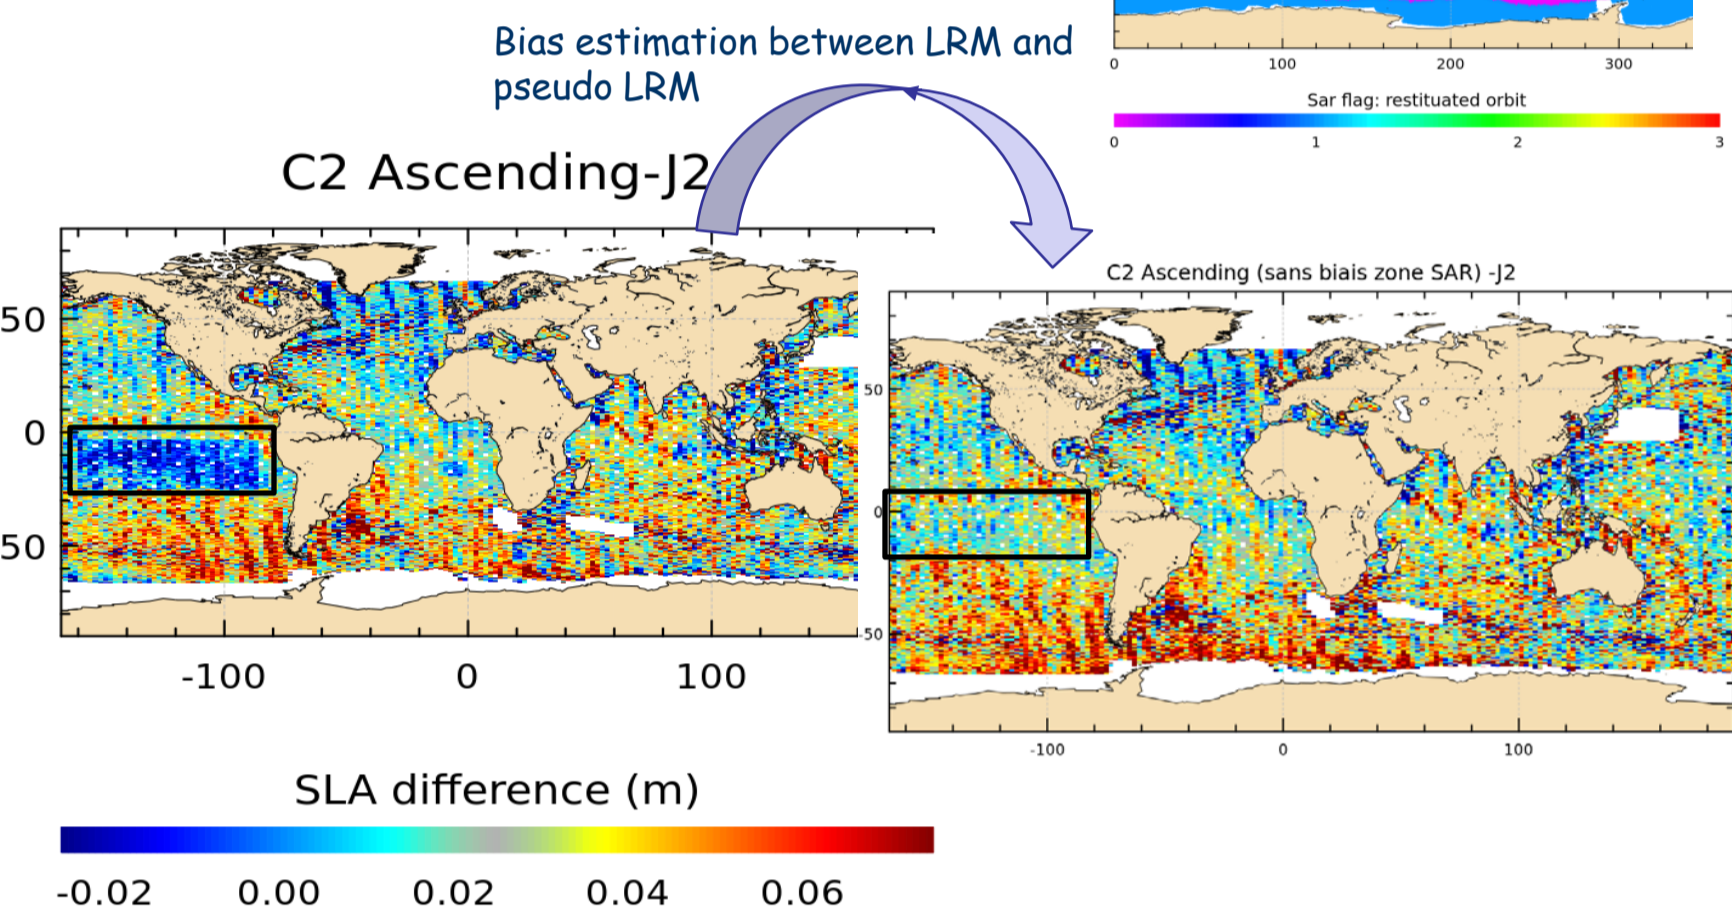 Bias estimation between LRM and
pseudo LRM
0 100 200 300
Sar flag: restituated orbit
0 1 2 3
C2 Ascending-J2
50
0
50
-100 0 100
C2 Ascending (sans biais zone SAR) -J2
50
0
-50
-100 0 100
SLA difference (m)
-0.02 0.00 0.02 0.04 0.06